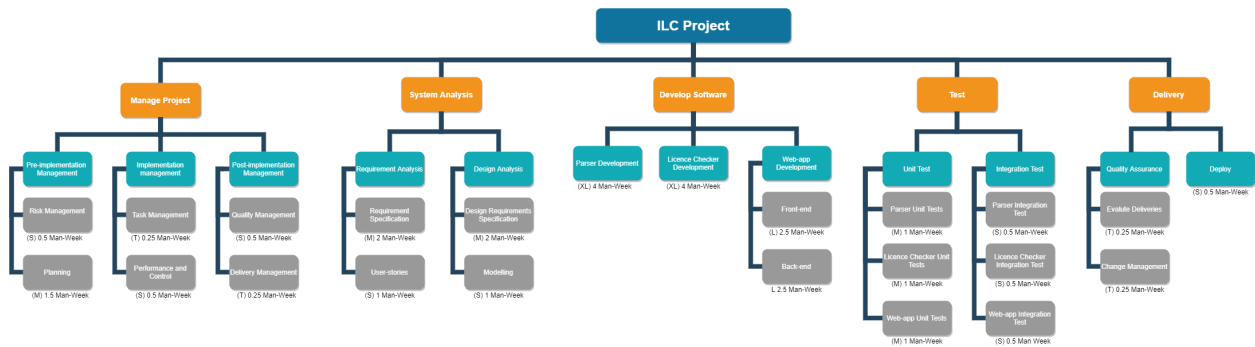 ILC Project
Manage Project
System Analysis
Develop Software
Test
Delivery
Pre-implementation
Management
Implementation
management
Post-implementation
Management
Requirement Analysis
Design Analysis
Parser Development
(XL) 4 Man-Week
Licence Checker
Development
(XL) 4 Man-Week
Web-app
Development
Unit Test
Integration Test
Quality Assurance
Deploy
(S) 0.5 Man-Week
Risk Management
(S) 0.5 Man-Week
Task Management
(T) 0.25 Man-Week
Quality Management
(S) 0.5 Man-Week
Requirement
Specification
(M) 2 Man-Week
Design Requirements
Specification
(M) 2 Man-Week
Front-end
(L) 2.5 Man-Week
Parser Unit Tests
(M) 1 Man-Week
Parser Integration
Test
(S) 0.5 Man-Week
Evalute Deliveries
(T) 0.25 Man-Week
Planning
(M) 1.5 Man-Week
Performance and
Control
(S) 0.5 Man-Week
Delivery Management
(T) 0.25 Man-Week
User-stories
(S) 1 Man-Week
Modelling
(S) 1 Man-Week
Back-end
L 2.5 Man-Week
Licence Checker Unit
Tests
(M) 1 Man-Week
Licence Checker
Integration Test
(S) 0.5 Man-Week
Change Management
(T) 0.25 Man-Week
Web-app Unit Tests
(M) 1 Man-Week
Web-app Integration
Test
(S) 0.5 Man-Week